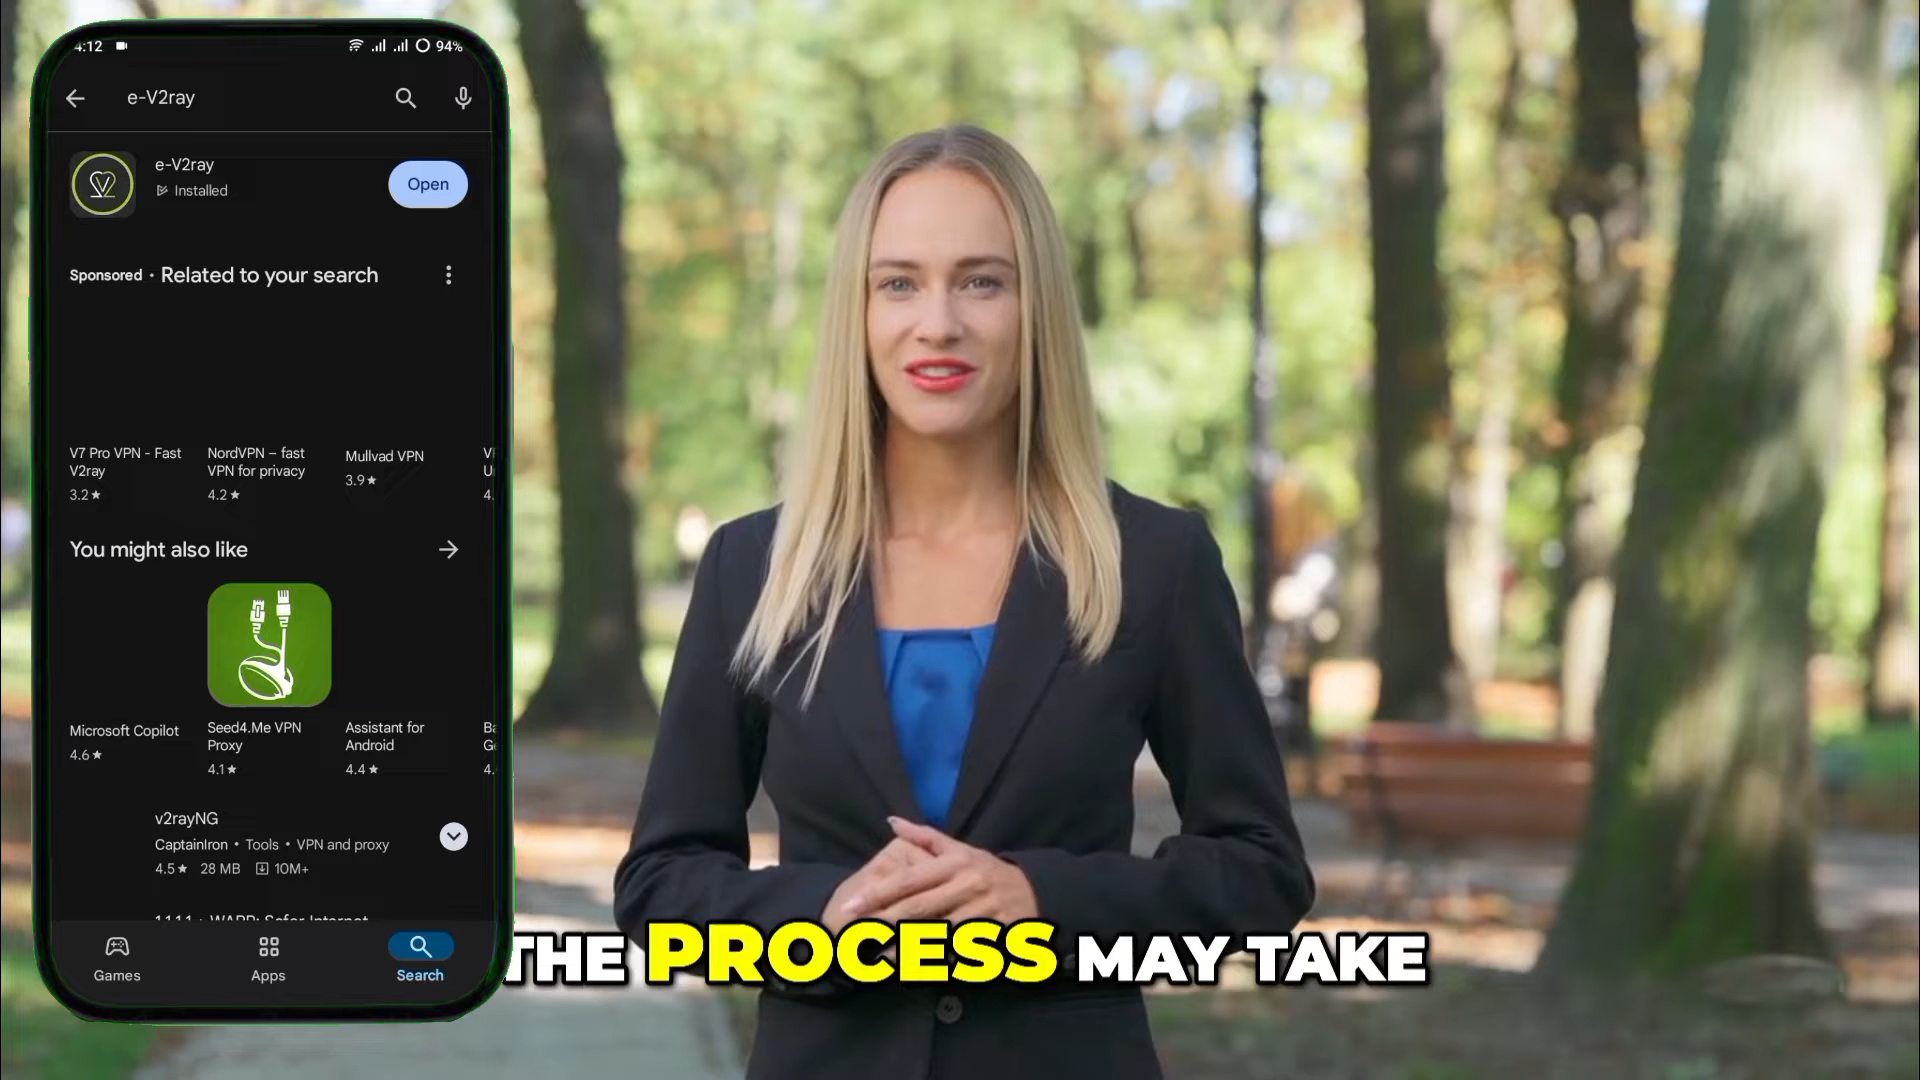 4:12
94%
e-V2ray
e-V2ray
Installed
Open
Sponsored · Related to your search
V7 Pro VPN - Fast V2ray
3.2★
NordVPN – fast VPN for privacy
4.2★
Mullvad VPN
3.9★
4.
You might also like
Microsoft Copilot
4.6★
Seed4.Me VPN Proxy
4.1★
Assistant for Android
4.4★
4.
v2rayNG
CaptainIron • Tools • VPN and proxy
4.5★ 28 MB 10M+
Games
Apps
Search
THE PROCESS MAY TAKE